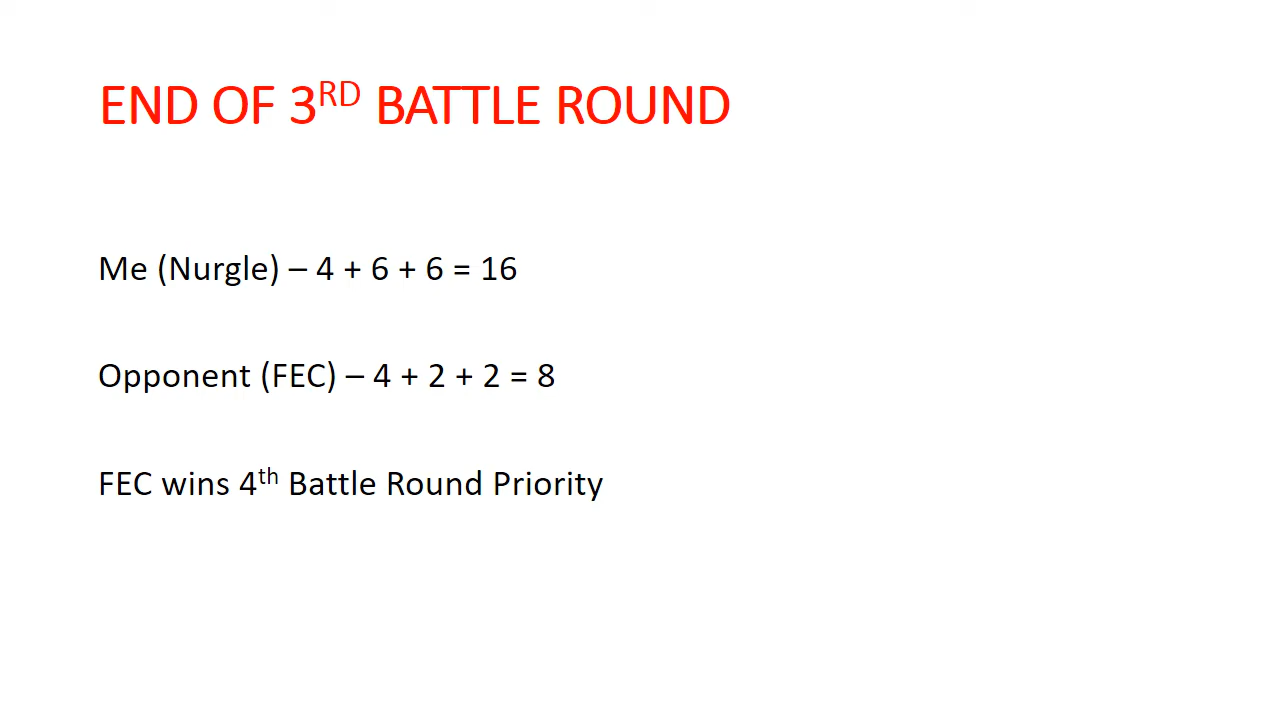 END OF 3RD BATTLE ROUND
Me (Nurgle) – 4 + 6 + 6 = 16
Opponent (FEC) – 4 + 2 + 2 = 8
FEC wins 4th Battle Round Priority